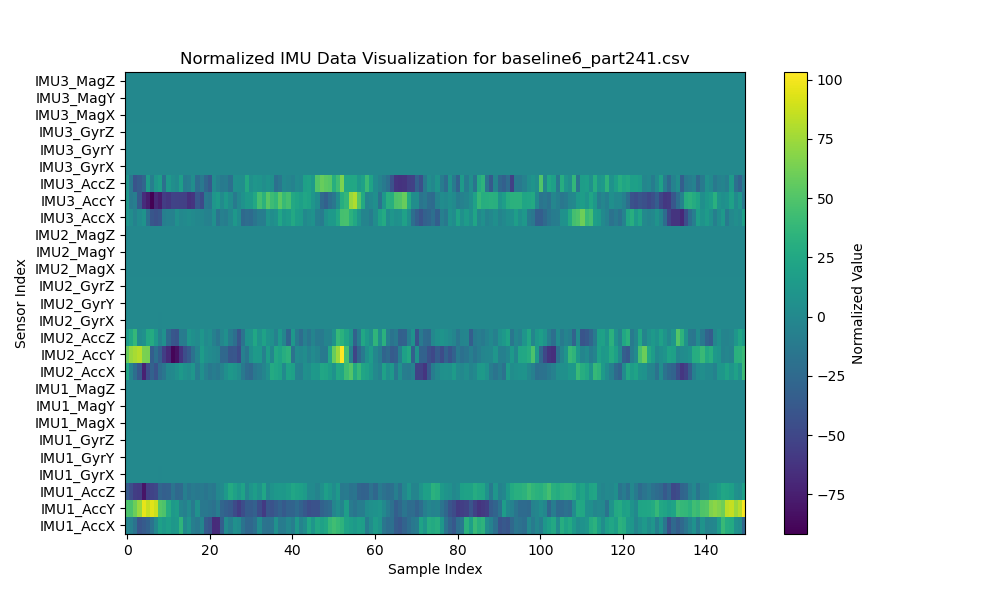 Normalized IMU Data Visualization for baseline6_part241.csv
IMU3_MagZ
IMU3_MagY
IMU3_MagX
IMU3_GyrZ
IMU3_GyrY
IMU3_GyrX
IMU3_AccZ
IMU3_AccY
IMU3_AccX
IMU2_MagZ
IMU2_MagY
IMU2_MagX
IMU2_GyrZ
IMU2_GyrY
IMU2_GyrX
IMU2_AccZ
IMU2_AccY
IMU2_AccX
IMU1_MagZ
IMU1_MagY
IMU1_MagX
IMU1_GyrZ
IMU1_GyrY
IMU1_GyrX
IMU1_AccZ
IMU1_AccY
IMU1_AccX
Sensor Index
0 20 40 60 80 100 120 140
Sample Index
100
75
50
25
0
−25
−50
−75
Normalized Value